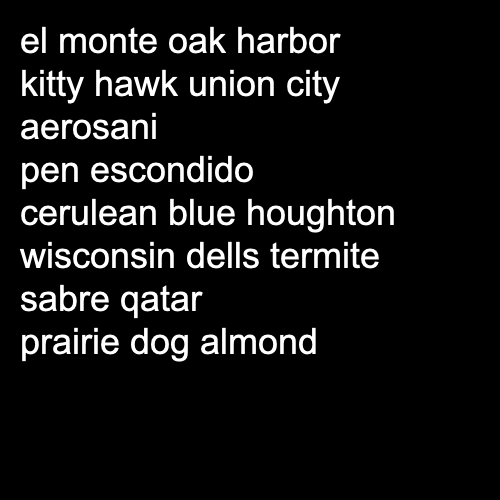 el monte oak harbor
kitty hawk union city
aerosani
pen escondido
cerulean blue houghton
wisconsin dells termite
sabre qatar
prairie dog almond